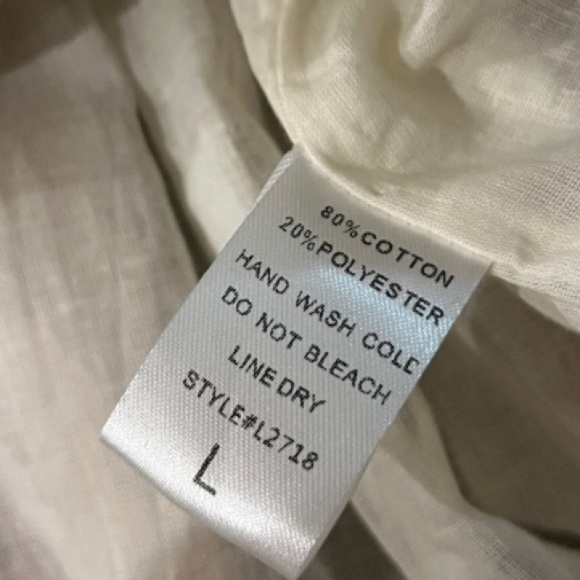 80%COTTON
20%POLYESTER
HAND WASH COLD
DO NOT BLEACH
LINE DRY
STYLE#L2718
L